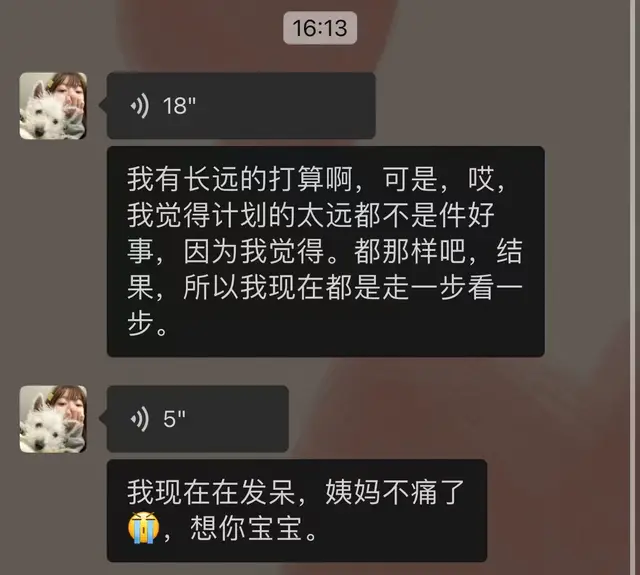 16:13
18"
我有长远的打算啊，可是，哎，
我觉得计划的太远都不是件好
事，因为我觉得。都那样吧，结
果，所以我现在都是走一步看一
步。
5"
我现在在发呆，姨妈不痛了
😭，想你宝宝。